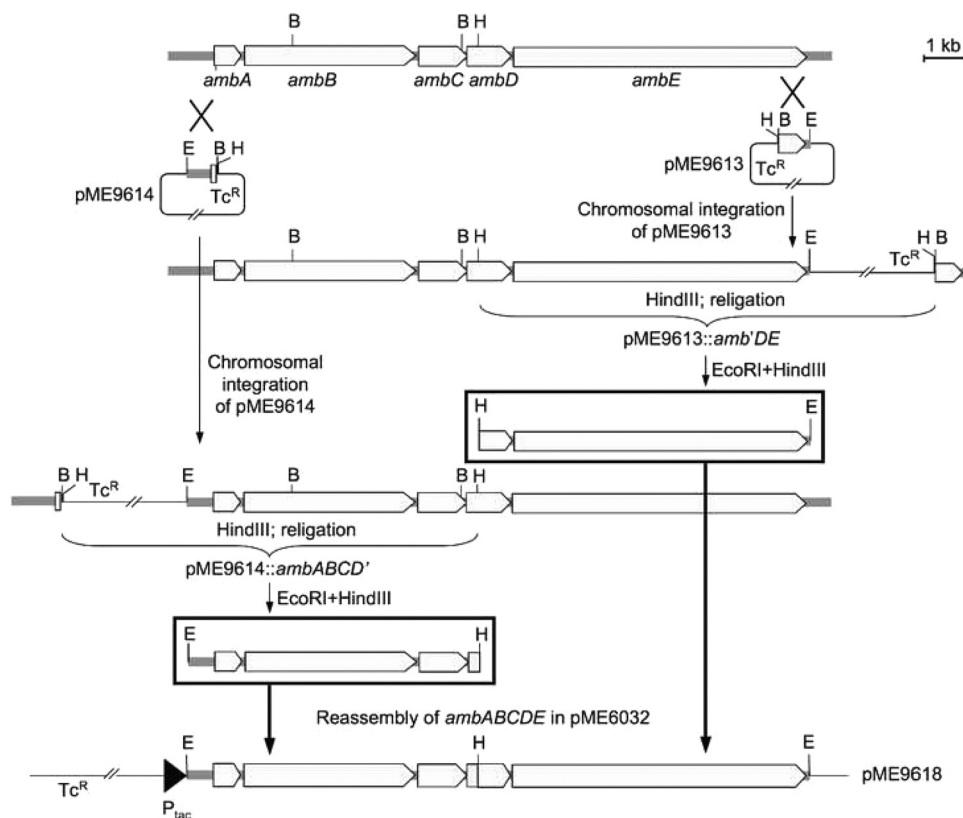 B B H
1 kb
ambA ambB ambC ambD ambE
E B H
H B E
pME9614 Tc^R
pME9613 Tc^R
Chromosomal integration
of pME9613
B B H E Tc^R H B
HindIII; religation
pME9613::amb'DE
EcoRI+HindIII
Chromosomal
integration
of pME9614
H E
B H Tc^R E B B H
HindIII; religation
pME9614::ambABCD'
EcoRI+HindIII
E H
Reassembly of ambABCDE in pME6032
E H E
Tc^R pME9618
P_tac